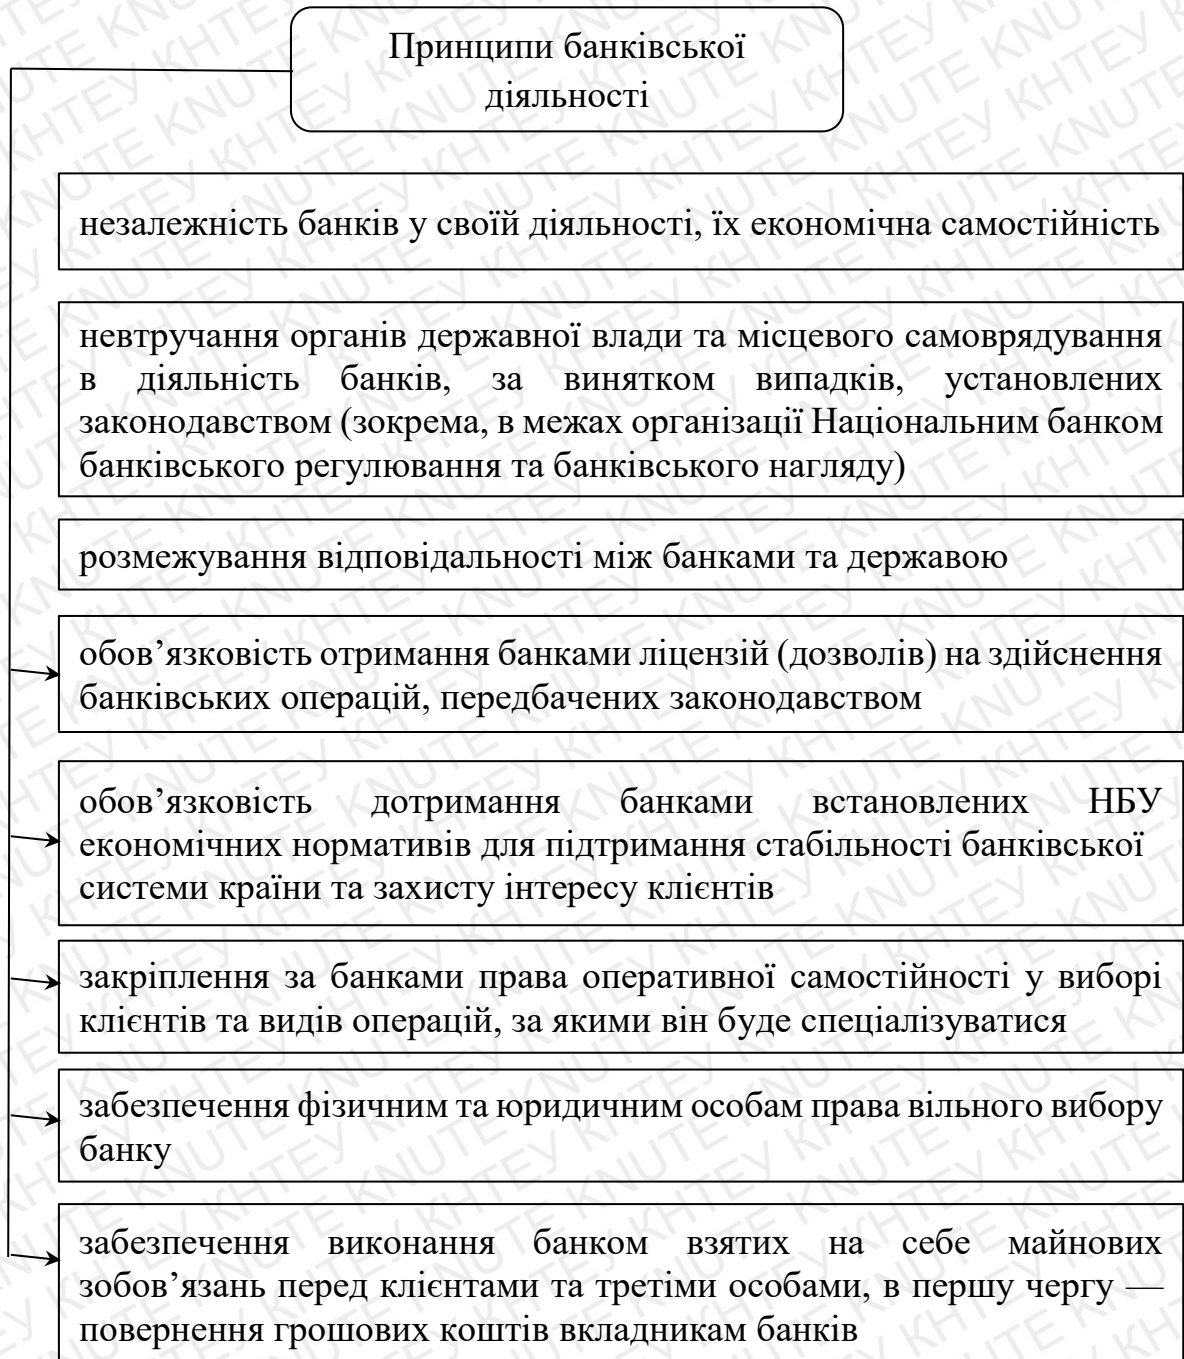 Принципи банківської
діяльності
незалежність банків у своїй діяльності, їх економічна самостійність
невтручання органів державної влади та місцевого самоврядування
в діяльність банків, за винятком випадків, установлених
законодавством (зокрема, в межах організації Національним банком
банківського регулювання та банківського нагляду)
розмежування відповідальності між банками та державою
обов’язковість отримання банками ліцензій (дозволів) на здійснення
банківських операцій, передбачених законодавством
обов’язковість дотримання банками встановлених НБУ
економічних нормативів для підтримання стабільності банківської
системи країни та захисту інтересу клієнтів
закріплення за банками права оперативної самостійності у виборі
клієнтів та видів операцій, за якими він буде спеціалізуватися
забезпечення фізичним та юридичним особам права вільного вибору
банку
забезпечення виконання банком взятих на себе майнових
зобов’язань перед клієнтами та третіми особами, в першу чергу —
повернення грошових коштів вкладникам банків